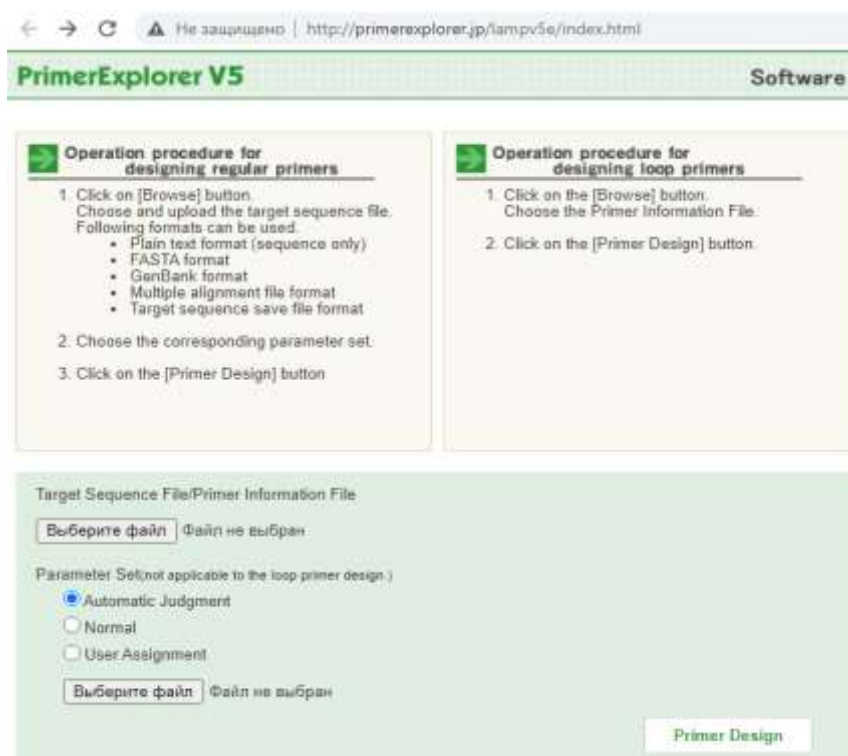 Не защищено | http://primerexplorer.jp/lampv5e/index.html
PrimerExplorer V5
Software
Operation procedure for
designing regular primers
1. Click on [Browse] button.
Choose and upload the target sequence file.
Following formats can be used.
• Plain text format (sequence only)
• FASTA format
• GenBank format
• Multiple alignment file format
• Target sequence save file format
2. Choose the corresponding parameter set.
3. Click on the [Primer Design] button
Operation procedure for
designing loop primers
1. Click on the [Browse] button.
Choose the Primer Information File.
2. Click on the [Primer Design] button.
Target Sequence File/Primer Information File
Выберите файл Файл не выбран
Parameter Set(not applicable to the loop primer design.)
Automatic Judgment
Normal
User Assignment
Выберите файл Файл не выбран
Primer Design